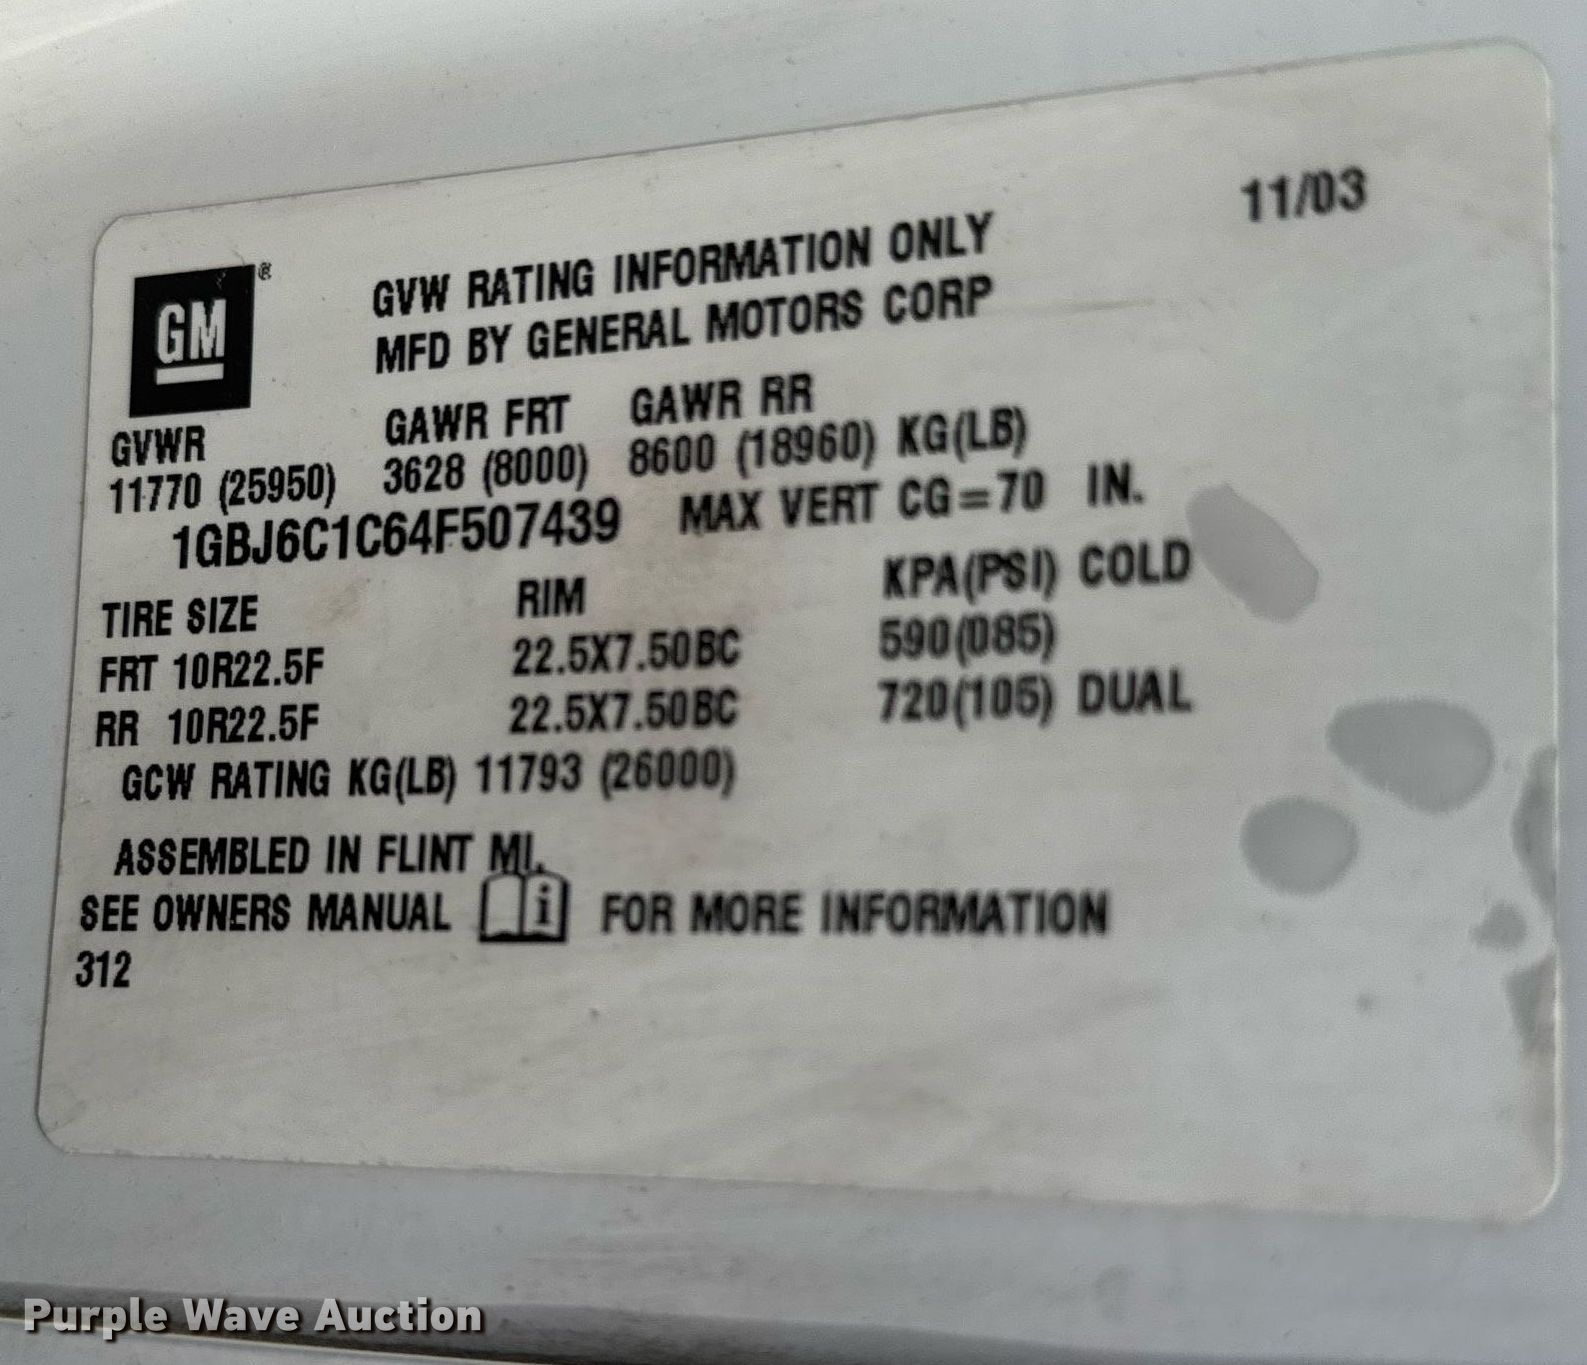 11/03
GM®
GVW RATING INFORMATION ONLY
MFD BY GENERAL MOTORS CORP
GVWR GAWR FRT GAWR RR
11770 (25950) 3628 (8000) 8600 (18960) KG(LB)
1GBJ6C1C64F507439 MAX VERT CG=70 IN.
TIRE SIZE RIM KPA(PSI) COLD
FRT 10R22.5F 22.5X7.50BC 590(085)
RR 10R22.5F 22.5X7.50BC 720(105) DUAL
GCW RATING KG(LB) 11793 (26000)
ASSEMBLED IN FLINT MI.
SEE OWNERS MANUAL i FOR MORE INFORMATION
312
Purple Wave Auction